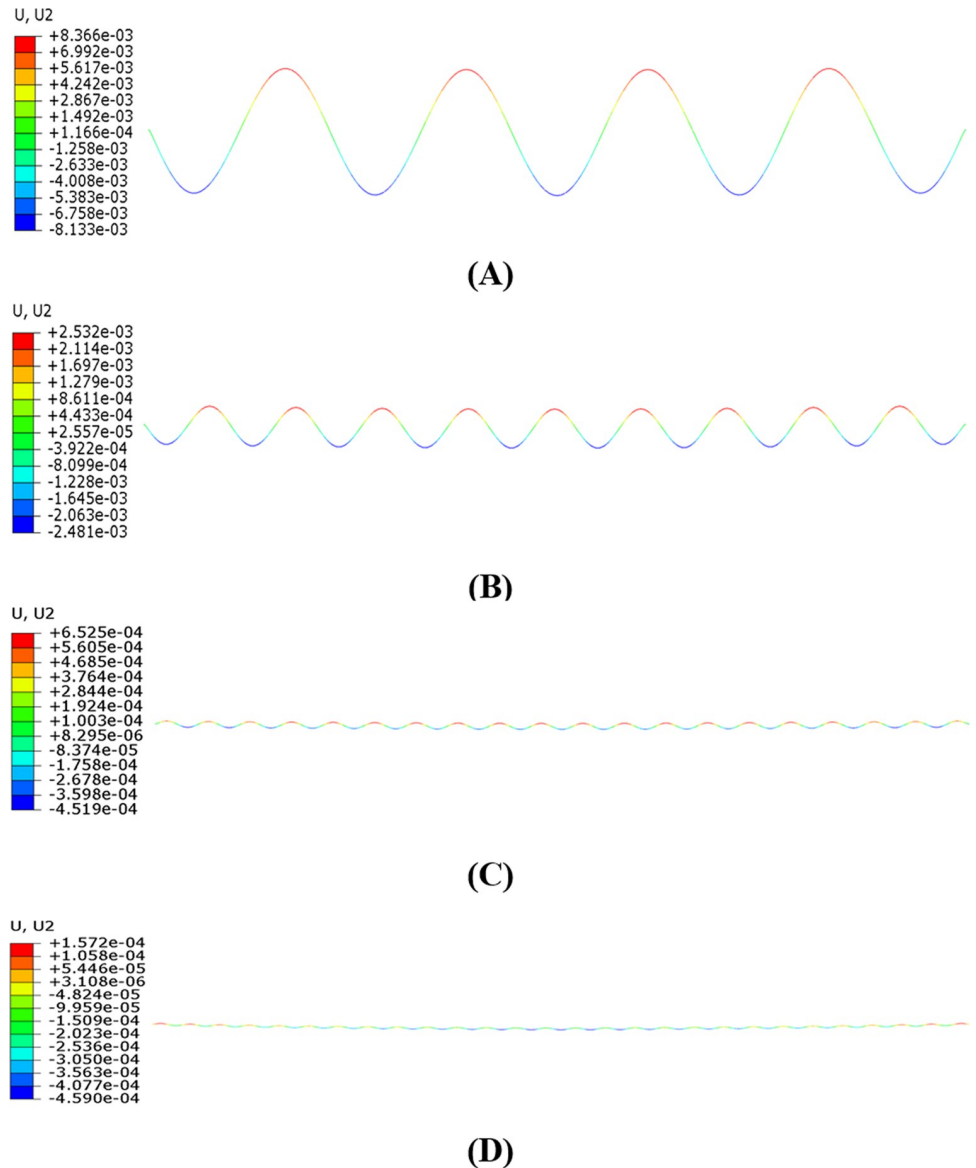 U, U2
+8.366e-03
+6.992e-03
+5.617e-03
+4.242e-03
+2.867e-03
+1.492e-03
+1.166e-04
-1.258e-03
-2.633e-03
-4.008e-03
-5.383e-03
-6.758e-03
-8.133e-03
(A)
U, U2
+2.532e-03
+2.114e-03
+1.697e-03
+1.279e-03
+8.611e-04
+4.433e-04
+2.557e-05
-3.922e-04
-8.099e-04
-1.228e-03
-1.645e-03
-2.063e-03
-2.481e-03
(B)
U, U2
+6.525e-04
+5.605e-04
+4.685e-04
+3.764e-04
+2.844e-04
+1.924e-04
+1.003e-04
+8.295e-06
-8.374e-05
-1.758e-04
-2.678e-04
-3.598e-04
-4.519e-04
(C)
U, U2
+1.572e-04
+1.058e-04
+5.446e-05
+3.108e-06
-4.824e-05
-9.959e-05
-1.509e-04
-2.023e-04
-2.536e-04
-3.050e-04
-3.563e-04
-4.077e-04
-4.590e-04
(D)